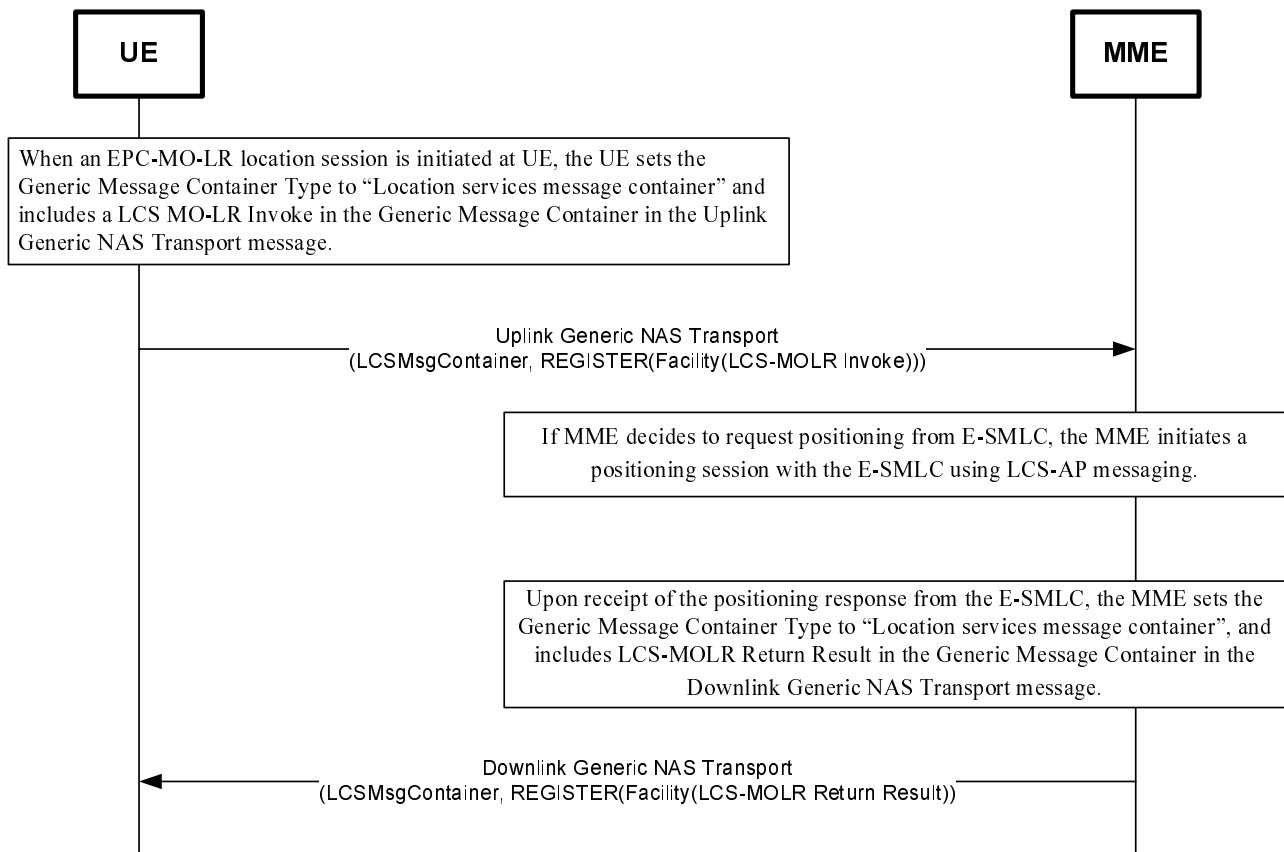 UE
MME
When an EPC-MO-LR location session is initiated at UE, the UE sets the
Generic Message Container Type to “Location services message container” and
includes a LCS MO-LR Invoke in the Generic Message Container in the Uplink
Generic NAS Transport message.
Uplink Generic NAS Transport
(LCSMsgContainer, REGISTER(Facility(LCS-MOLR Invoke)))
If MME decides to request positioning from E-SMLC, the MME initiates a
positioning session with the E-SMLC using LCS-AP messaging.
Upon receipt of the positioning response from the E-SMLC, the MME sets the
Generic Message Container Type to “Location services message container”, and
includes LCS-MOLR Return Result in the Generic Message Container in the
Downlink Generic NAS Transport message.
Downlink Generic NAS Transport
(LCSMsgContainer, REGISTER(Facility(LCS-MOLR Return Result))